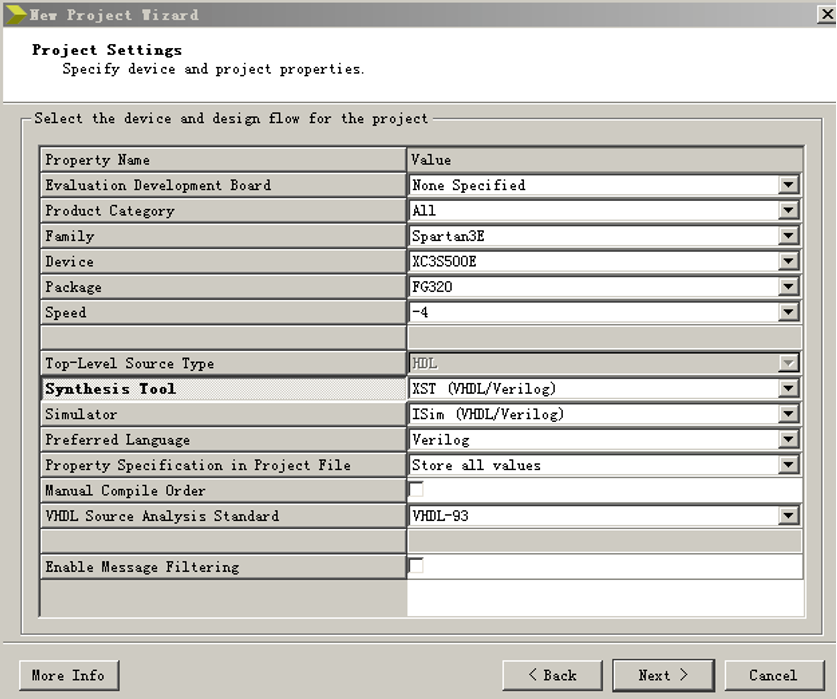 New Project Wizard
Project Settings
Specify device and project properties.
Select the device and design flow for the project
Property Name Value
Evaluation Development Board None Specified
Product Category All
Family Spartan3E
Device XC3S500E
Package FG320
Speed -4
Top-Level Source Type HDL
Synthesis Tool XST (VHDL/Verilog)
Simulator ISim (VHDL/Verilog)
Preferred Language Verilog
Property Specification in Project File Store all values
Manual Compile Order
VHDL Source Analysis Standard VHDL-93
Enable Message Filtering
More Info < Back Next > Cancel